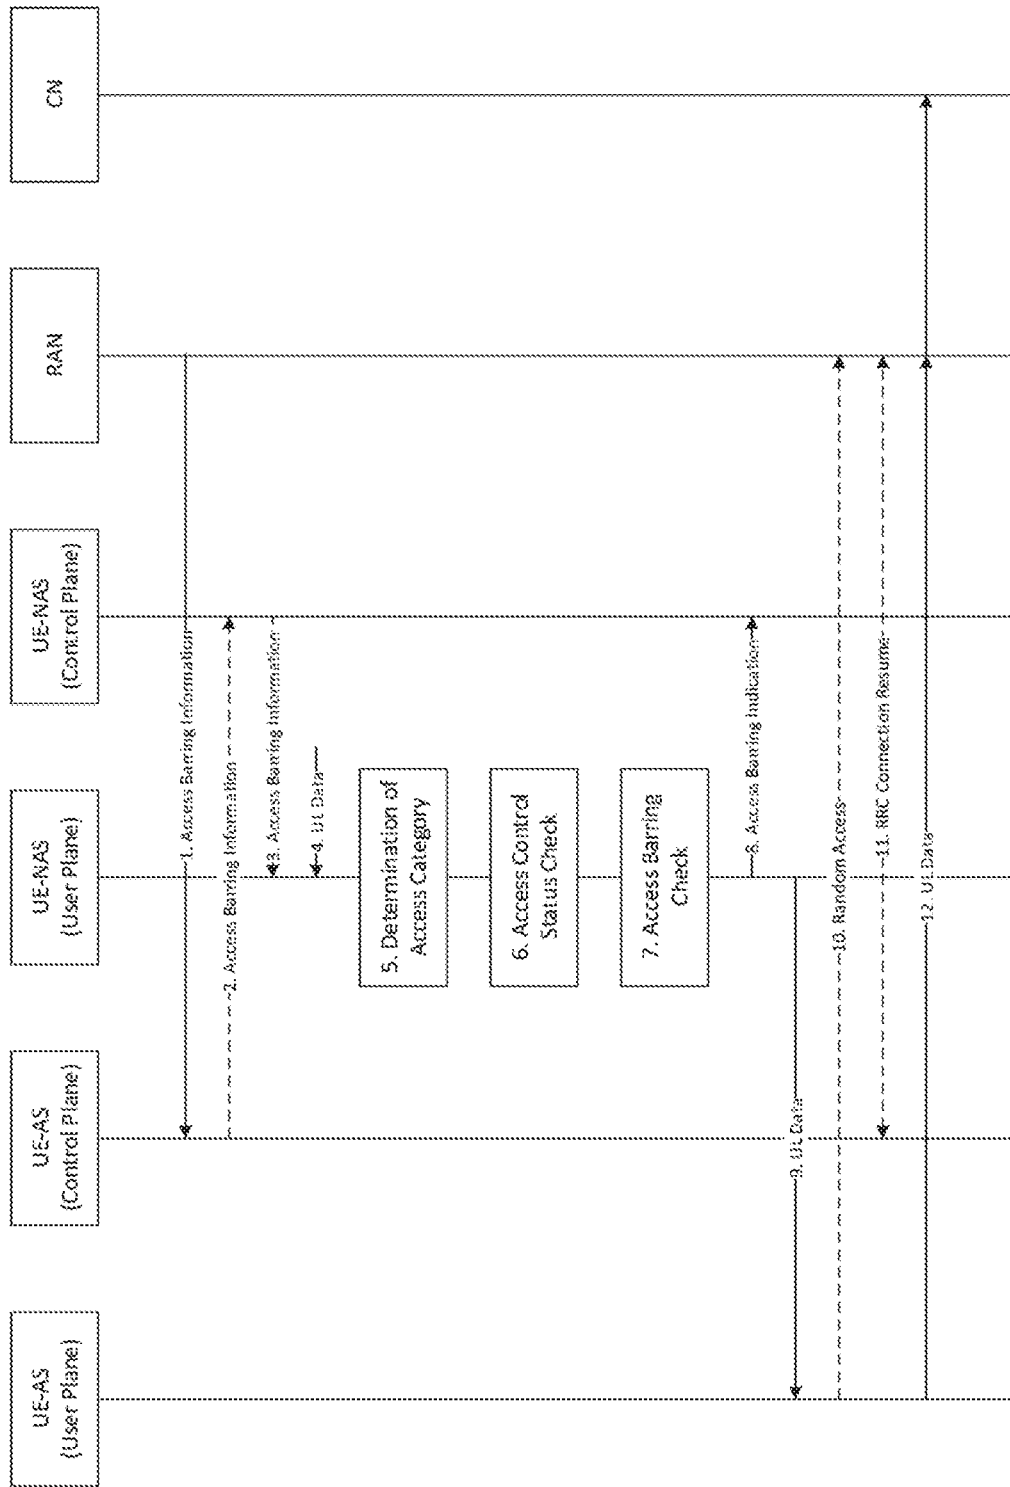 UE-AS
(User Plane)
UE-AS
(Control Plane)
UE-NAS
(User Plane)
UE-NAS
(Control Plane)
RAN
CN
1. Access Barring Information
2. Access Barring Information
3. Access Barring Information
4. UL Data
5. Determination of
Access Category
6. Access Control
Status Check
7. Access Barring
Check
8. Access Barring Indication
9. UL Data
10. Random Access
11. RRC Connection Resume
12. UL Data